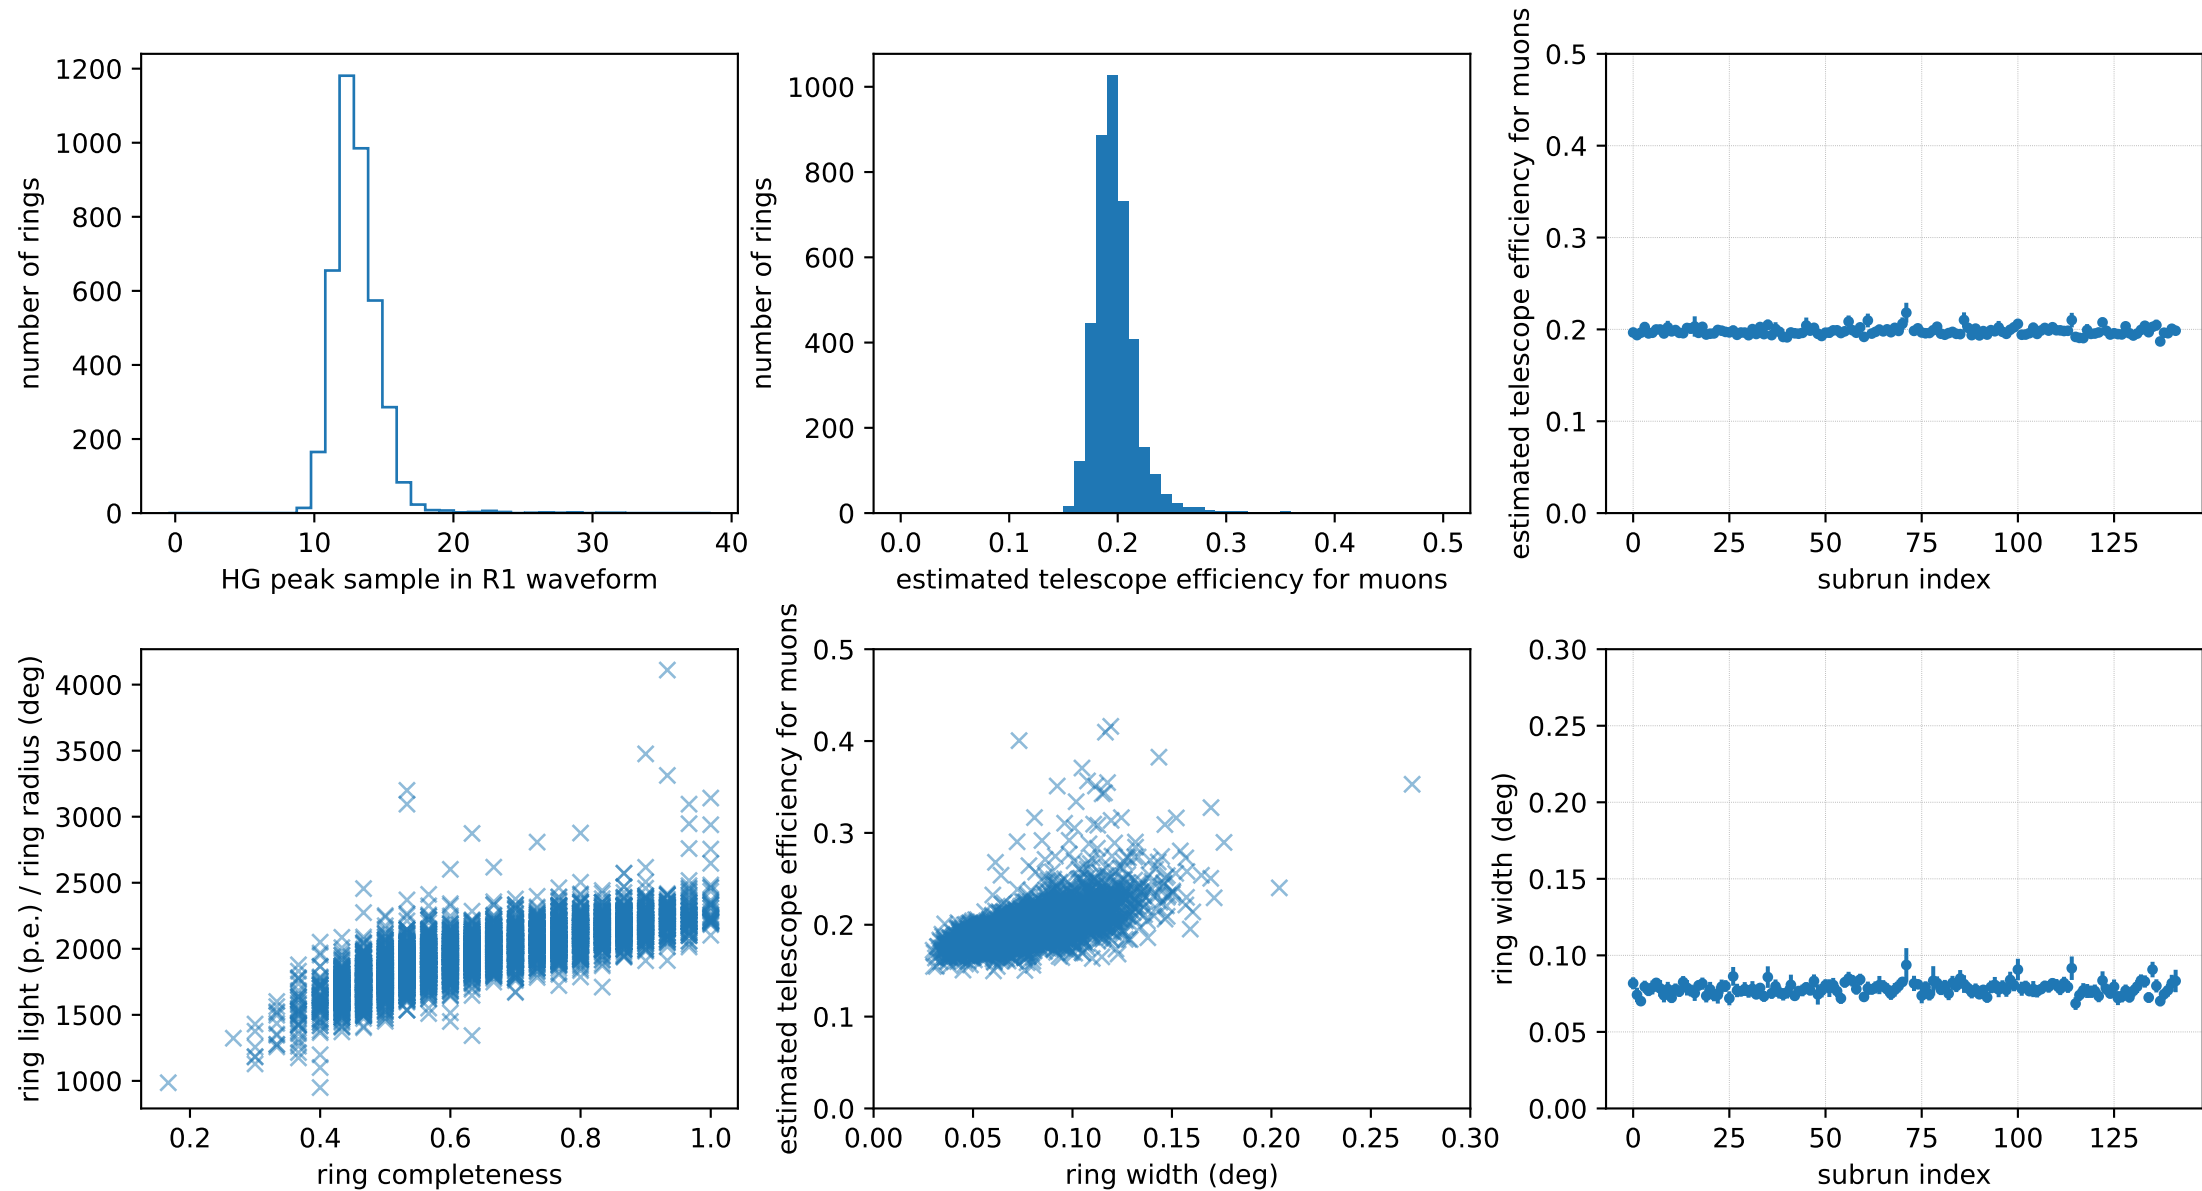 number of rings
1200
1000
800
600
400
200
0
0 10 20 30 40
HG peak sample in R1 waveform
number of rings
1000
800
600
400
200
0
0.0 0.1 0.2 0.3 0.4 0.5
estimated telescope efficiency for muons
estimated telescope efficiency for muons
0.5
0.4
0.3
0.2
0.1
0.0
0 25 50 75 100 125
subrun index
ring light (p.e.) / ring radius (deg)
4000
3500
3000
2500
2000
1500
1000
0.2 0.4 0.6 0.8 1.0
ring completeness
estimated telescope efficiency for muons
0.5
0.4
0.3
0.2
0.1
0.0
0.00 0.05 0.10 0.15 0.20 0.25 0.30
ring width (deg)
ring width (deg)
0.30
0.25
0.20
0.15
0.10
0.05
0.00
0 25 50 75 100 125
subrun index